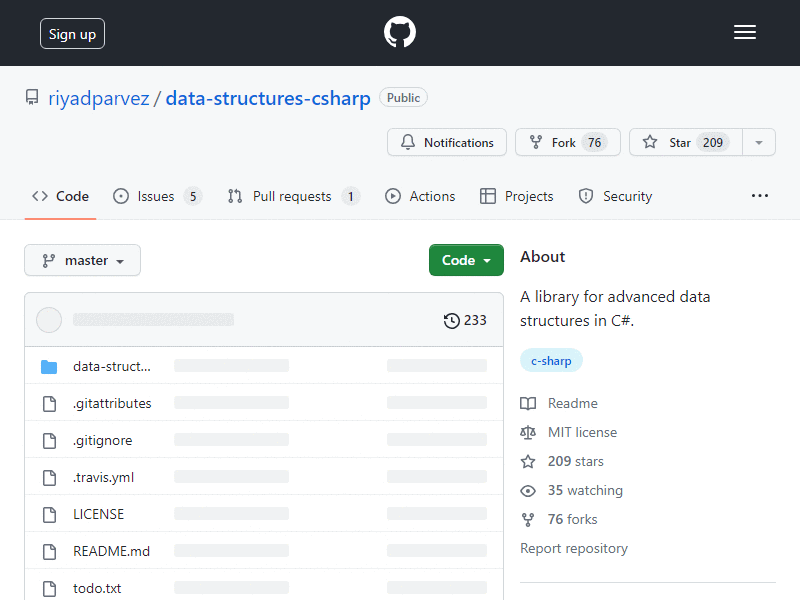 Sign up
riyadparvez / data-structures-csharp Public
Notifications Fork 76 Star 209
Code Issues 5 Pull requests 1 Actions Projects Security
master Code
233
data-struct...
.gitattributes
.gitignore
.travis.yml
LICENSE
README.md
todo.txt
About
A library for advanced data
structures in C#.
c-sharp
Readme
MIT license
209 stars
35 watching
76 forks
Report repository